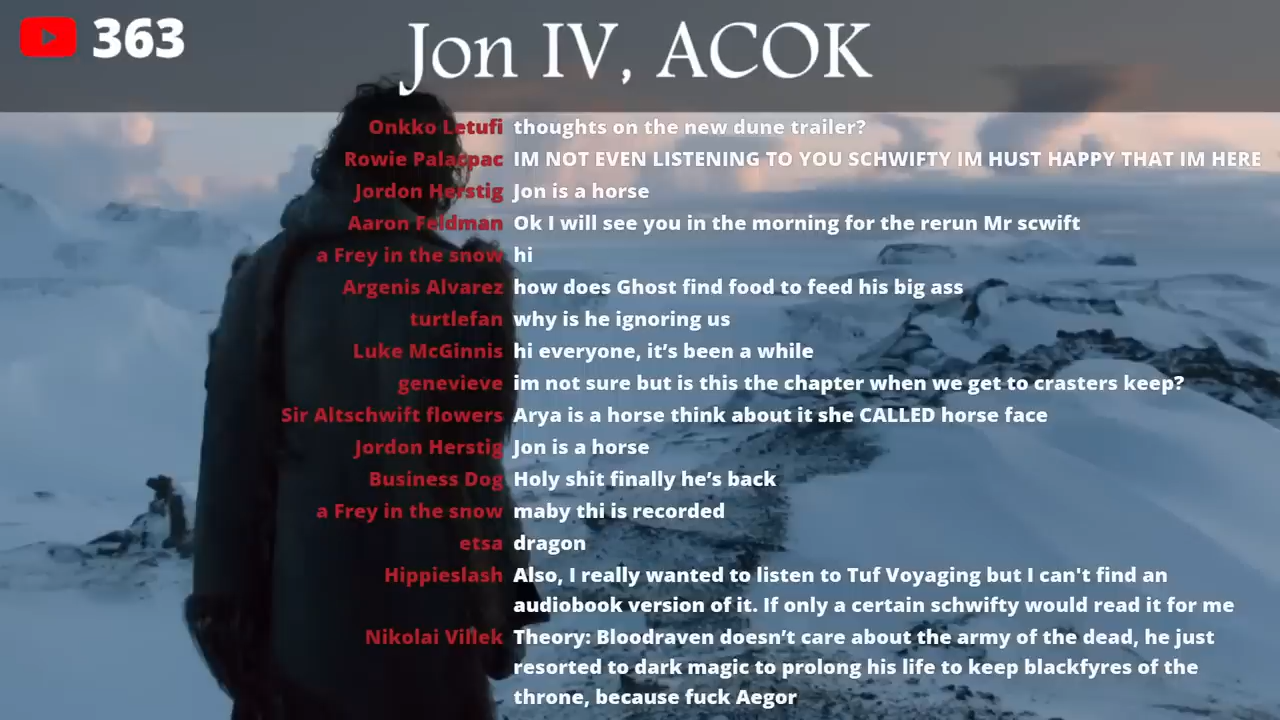 363
Jon IV, ACOK
Onkko Letufi thoughts on the new dune trailer?
Rowie Palacpac IM NOT EVEN LISTENING TO YOU SCHWIFTY IM HUST HAPPY THAT IM HERE
Jordon Herstig Jon is a horse
Aaron Feldman Ok I will see you in the morning for the rerun Mr scwift
a Frey in the snow hi
Argenis Alvarez how does Ghost find food to feed his big ass
turtlefan why is he ignoring us
Luke McGinnis hi everyone, it’s been a while
genevieve im not sure but is this the chapter when we get to crasters keep?
Sir Altschwift flowers Arya is a horse think about it she CALLED horse face
Jordon Herstig Jon is a horse
Business Dog Holy shit finally he’s back
a Frey in the snow maby thi is recorded
etsa dragon
Hippieslash Also, I really wanted to listen to Tuf Voyaging but I can't find an
audiobook version of it. If only a certain schwifty would read it for me
Nikolai Villek Theory: Bloodraven doesn’t care about the army of the dead, he just
resorted to dark magic to prolong his life to keep blackfyres of the
throne, because fuck Aegor